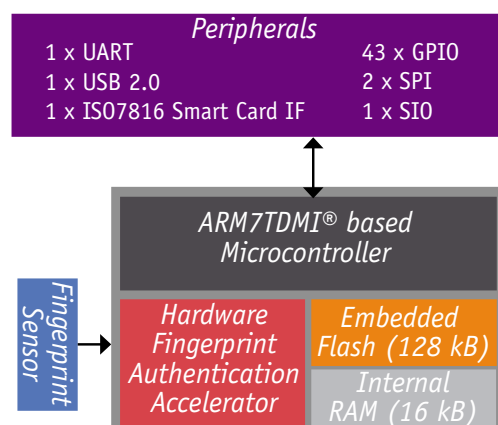 Peripherals
1 x UART
1 x USB 2.0
1 x ISO7816 Smart Card IF
43 x GPIO
2 x SPI
1 x SIO
ARM7TDMI® based
Microcontroller
Fingerprint
Sensor
Hardware
Fingerprint
Authentication
Accelerator
Embedded
Flash (128 kB)
Internal
RAM (16 kB)